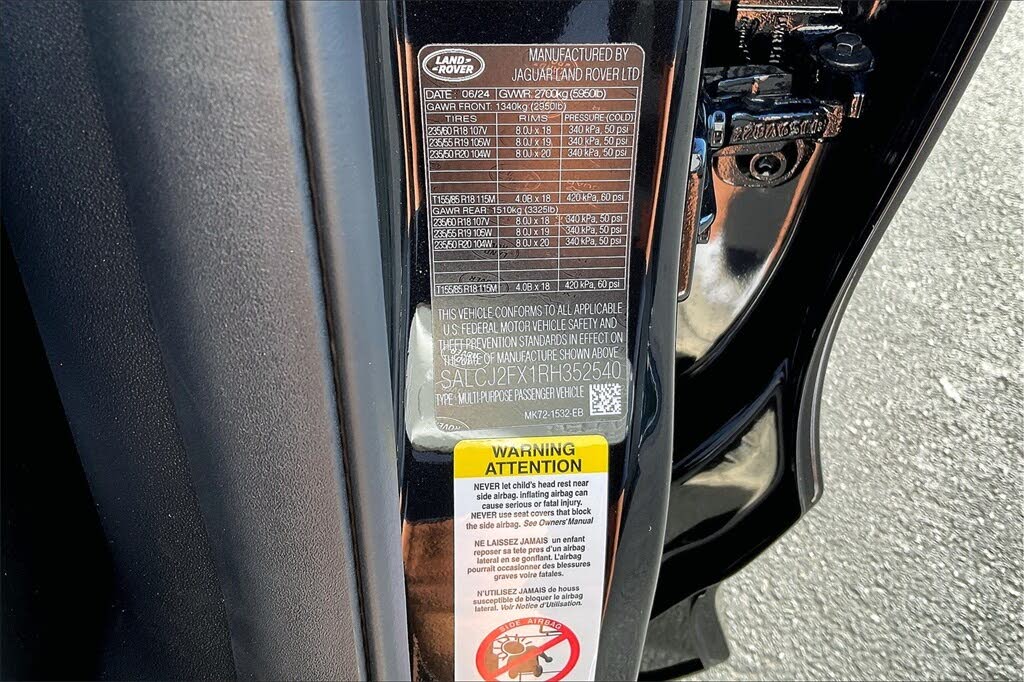 LAND
ROVER
MANUFACTURED BY
JAGUAR LAND ROVER LTD
DATE : 06/24 GVWR: 2700kg (5950lb)
GAWR FRONT: 1340kg (2950lb)
TIRES RIMS PRESSURE (COLD)
235/60 R18 107V 8.0J x 18 340 kPa, 50 psi
235/55 R19 105W 8.0J x 19 340 kPa, 50 psi
235/50 R20 104W 8.0J x 20 340 kPa, 50 psi
T155/85 R18 115M 4.0B x 18 420 kPa, 60 psi
GAWR REAR: 1510kg (3325lb)
235/60 R18 107V 8.0J x 18 340 kPa, 50 psi
235/55 R19 105W 8.0J x 19 340 kPa, 50 psi
235/50 R20 104W 8.0J x 20 340 kPa, 50 psi
T155/85 R18 115M 4.0B x 18 420 kPa, 60 psi
THIS VEHICLE CONFORMS TO ALL APPLICABLE
U.S. FEDERAL MOTOR VEHICLE SAFETY AND
THEFT PREVENTION STANDARDS IN EFFECT ON
THE DATE OF MANUFACTURE SHOWN ABOVE
SALCJ2FX1RH352540
TYPE : MULTI-PURPOSE PASSENGER VEHICLE
MK72-1532-EB
WARNING
ATTENTION
NEVER let child's head rest near
side airbag. inflating airbag can
cause serious or fatal injury.
NEVER use seat covers that block
the side airbag. See Owners' Manual
NE LAISSEZ JAMAIS un enfant
reposer sa tete pres d'un airbag
lateral en se gonflant. L'airbag
pourrait occasionner des blessures
graves voire fatales.
N'UTILISEZ JAMAIS de houss
susceptible de bloquer le airbag
lateral. Voir Notice d'Utilisation.
SIDE AIRBAG